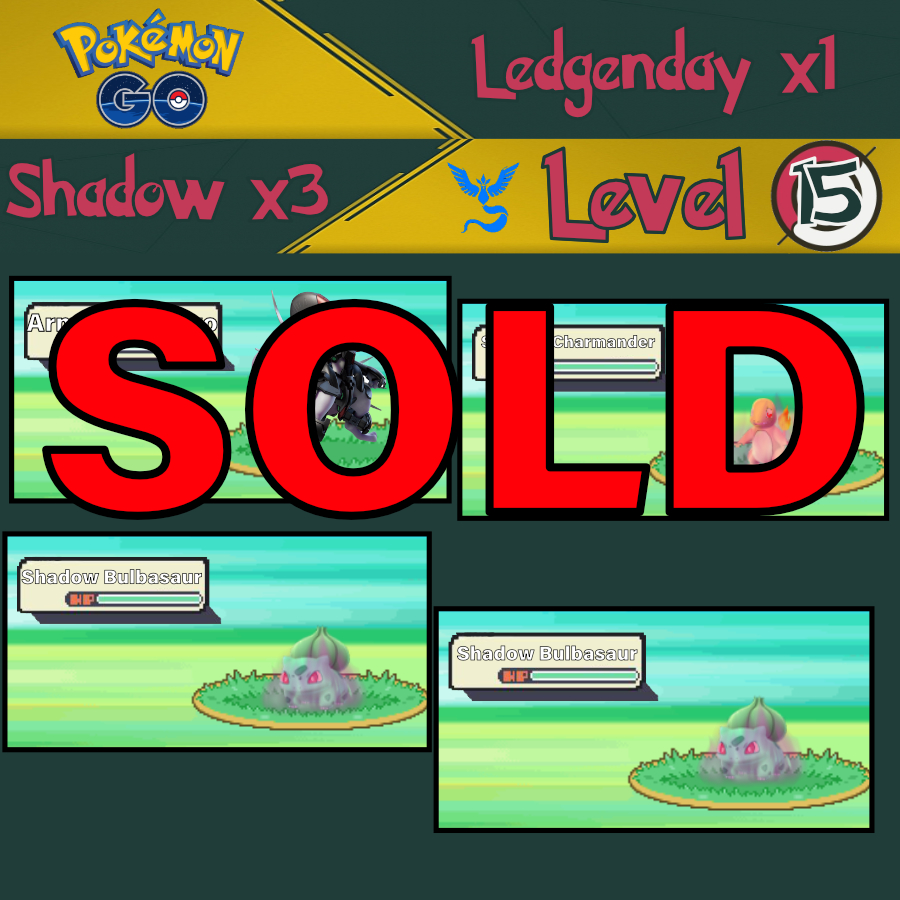 POKÉMON
GO
Ledgenday x1
Shadow x3
Level 15
SOLD
Charmander
Shadow Bulbasaur
HP
Shadow Bulbasaur
HP